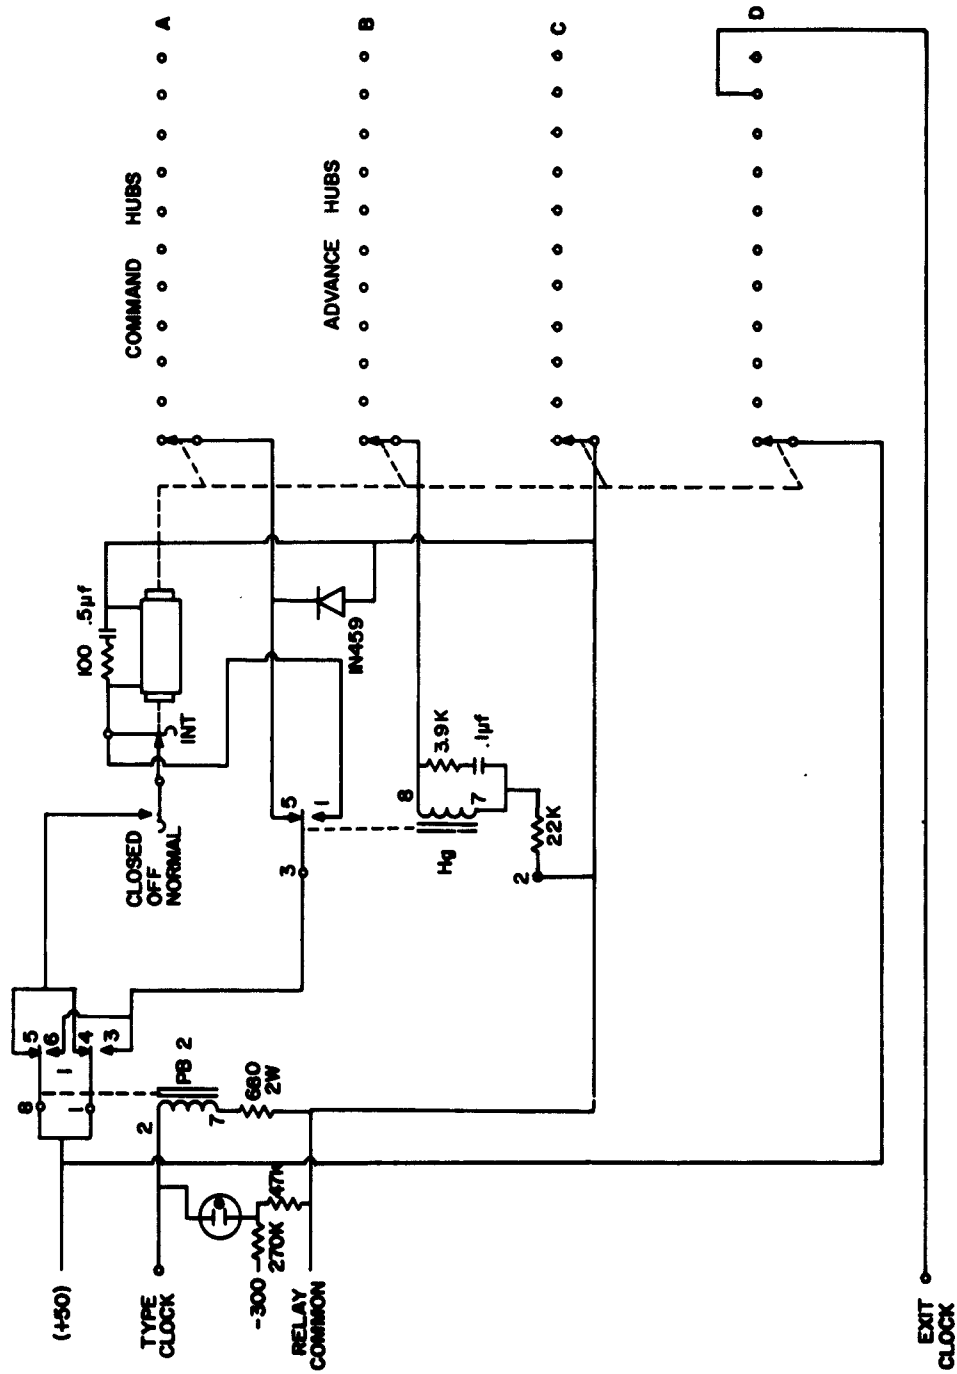 (+50)
TYPE
CLOCK
-300
RELAY
COMMON
EXIT
CLOCK
270K
47K
8
1
2
7
PB 2
680
2W
5
6
1
4
3
CLOSED
OFF
NORMAL
INT
100 .5µf
3
5
1
1N459
Hg
8
7
3.9K
.1µf
2
22K
COMMAND HUBS
A
ADVANCE HUBS
B
C
D